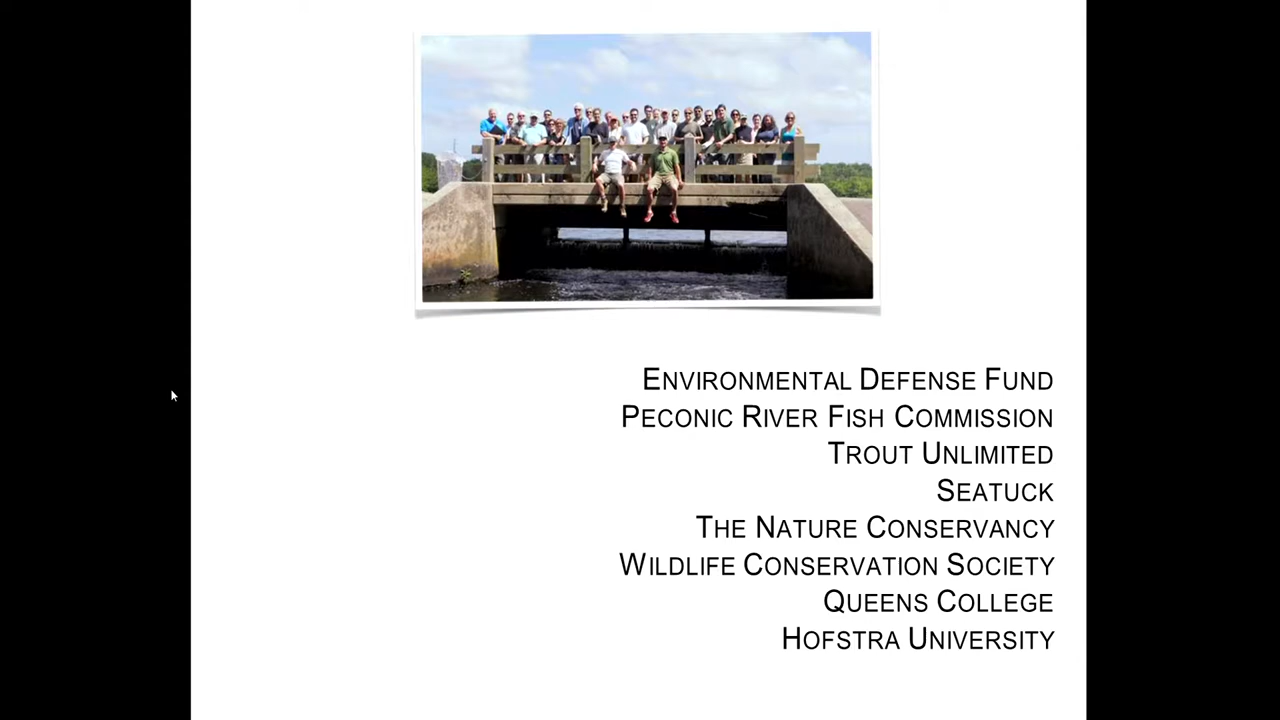 Environmental Defense Fund
Peconic River Fish Commission
Trout Unlimited
Seatuck
The Nature Conservancy
Wildlife Conservation Society
Queens College
Hofstra University